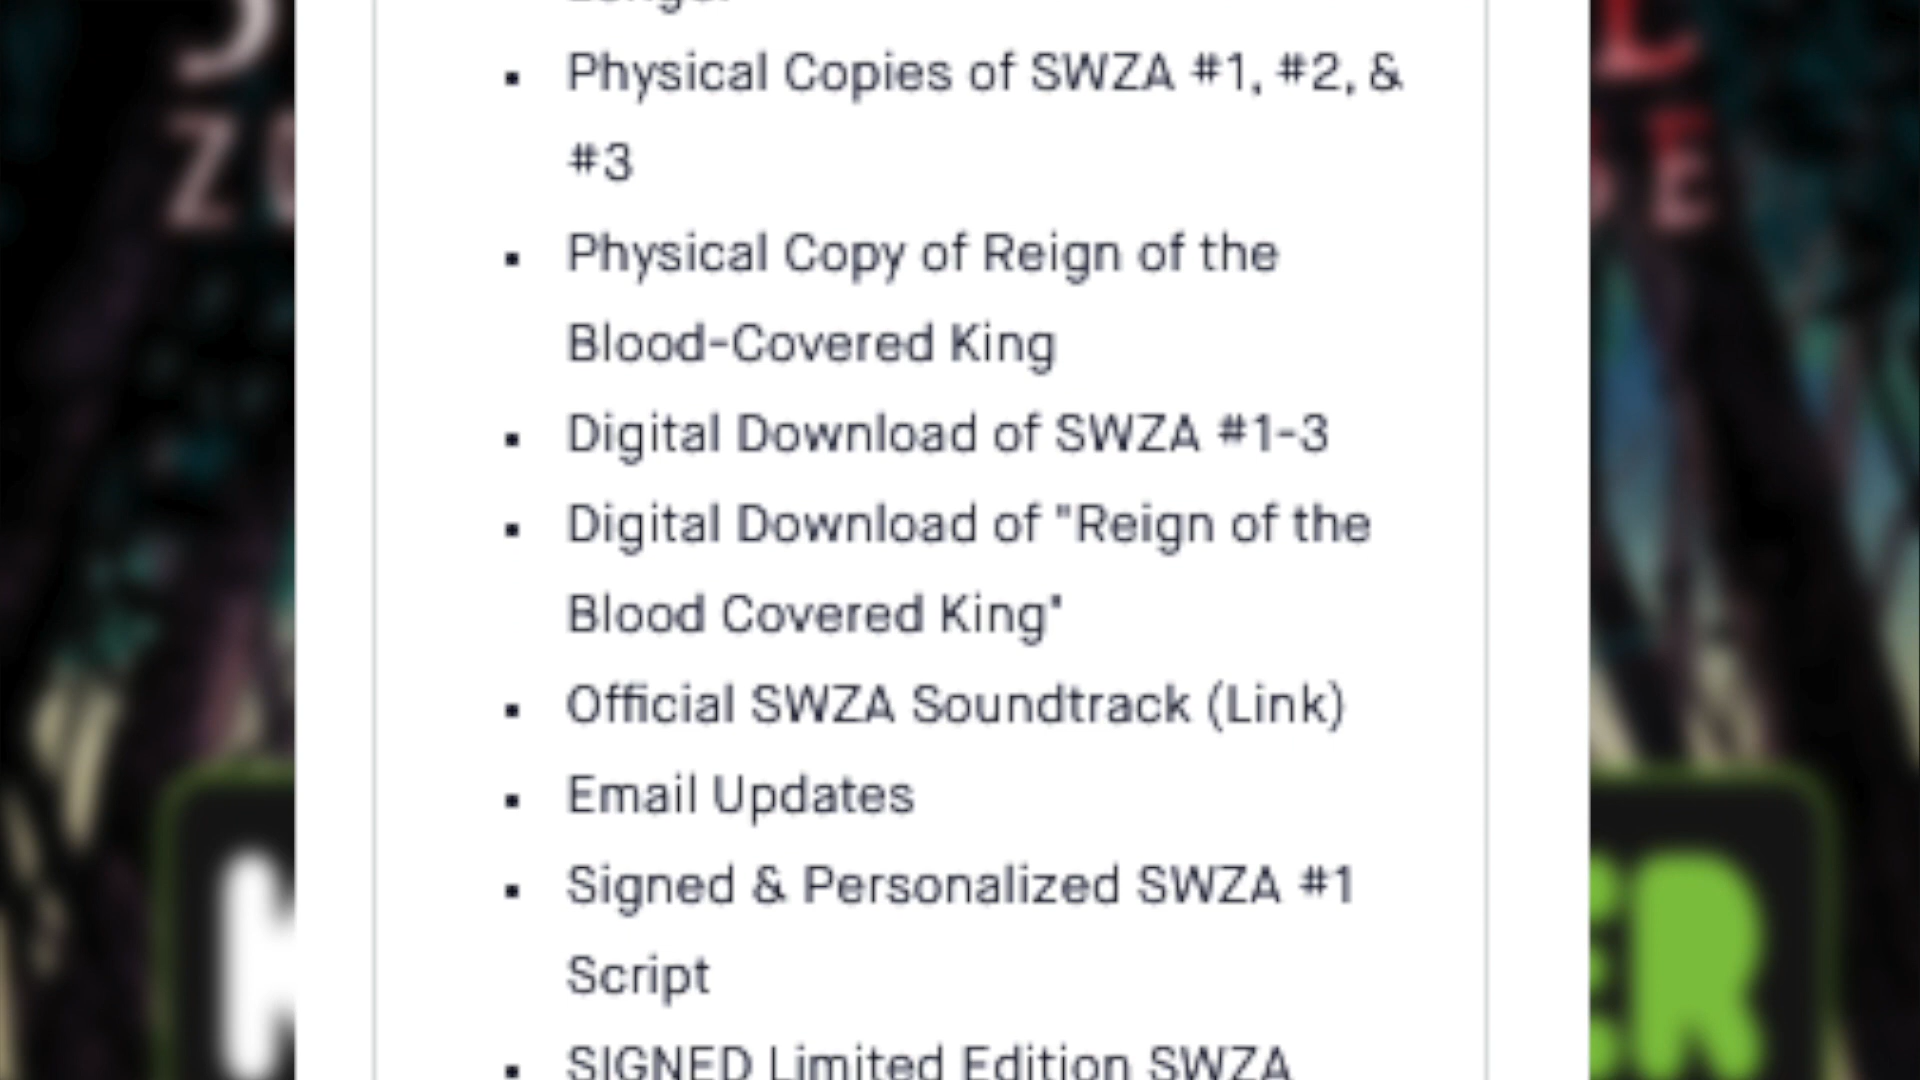 Physical Copies of SWZA #1, #2, &
#3
Physical Copy of Reign of the
Blood-Covered King
Digital Download of SWZA #1-3
Digital Download of "Reign of the
Blood Covered King"
Official SWZA Soundtrack (Link)
Email Updates
Signed & Personalized SWZA #1
Script
SIGNED Limited Edition SWZA